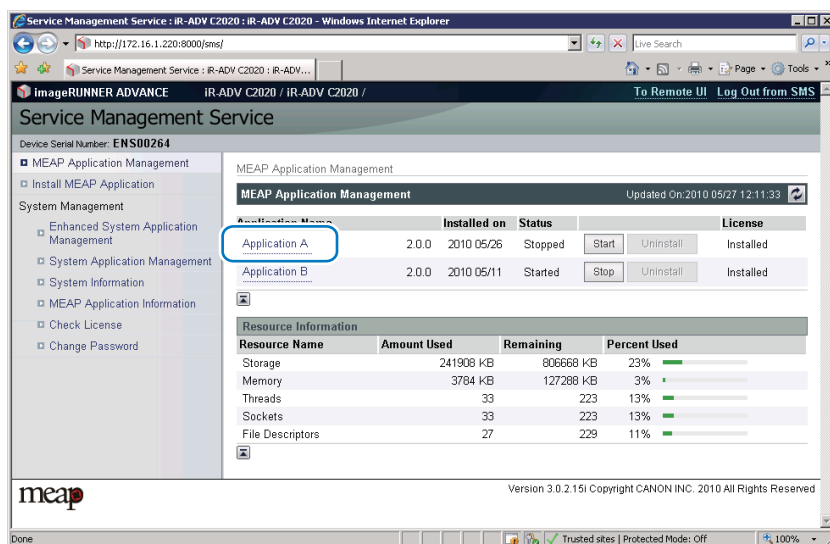 Service Management Service : iR-ADV C2020 : iR-ADV C2020 - Windows Internet Explorer
http://172.16.1.220:8000/sms/
Live Search
Service Management Service : iR-ADV C2020 : iR-ADV...
Page Tools
imageRUNNER ADVANCE iR-ADV C2020 / iR-ADV C2020 / To Remote UI Log Out from SMS
Service Management Service
Device Serial Number: ENS00264
MEAP Application Management
Install MEAP Application
System Management
Enhanced System Application
Management
System Application Management
System Information
MEAP Application Information
Check License
Change Password
MEAP Application Management
MEAP Application Management Updated On:2010 05/27 12:11:33
Application Name Installed on Status License
Application A 2.0.0 2010 05/26 Stopped Start Uninstall Installed
Application B 2.0.0 2010 05/11 Started Stop Uninstall Installed
Resource Information
Resource Name Amount Used Remaining Percent Used
Storage 241908 KB 806668 KB 23%
Memory 3784 KB 127288 KB 3%
Threads 33 223 13%
Sockets 33 223 13%
File Descriptors 27 229 11%
meap
Version 3.0.2.15i Copyright CANON INC. 2010 All Rights Reserved
Done Trusted sites | Protected Mode: Off 100%